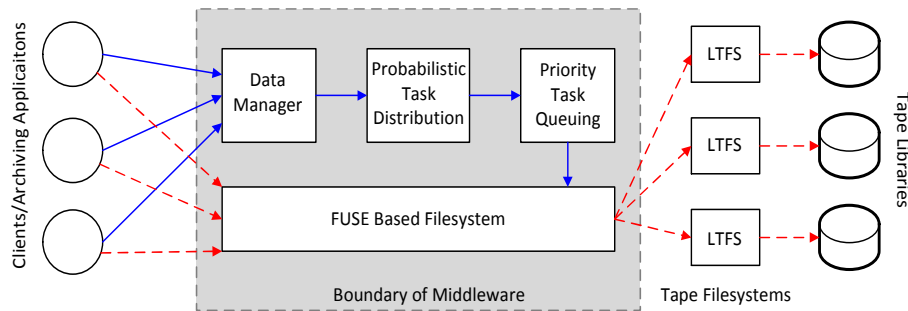 Clients/Archiving Applicaitons
Data
Manager
Probabilistic
Task
Distribution
Priority
Task
Queuing
FUSE Based Filesystem
Boundary of Middleware
LTFS
LTFS
LTFS
Tape Filesystems
Tape Libraries